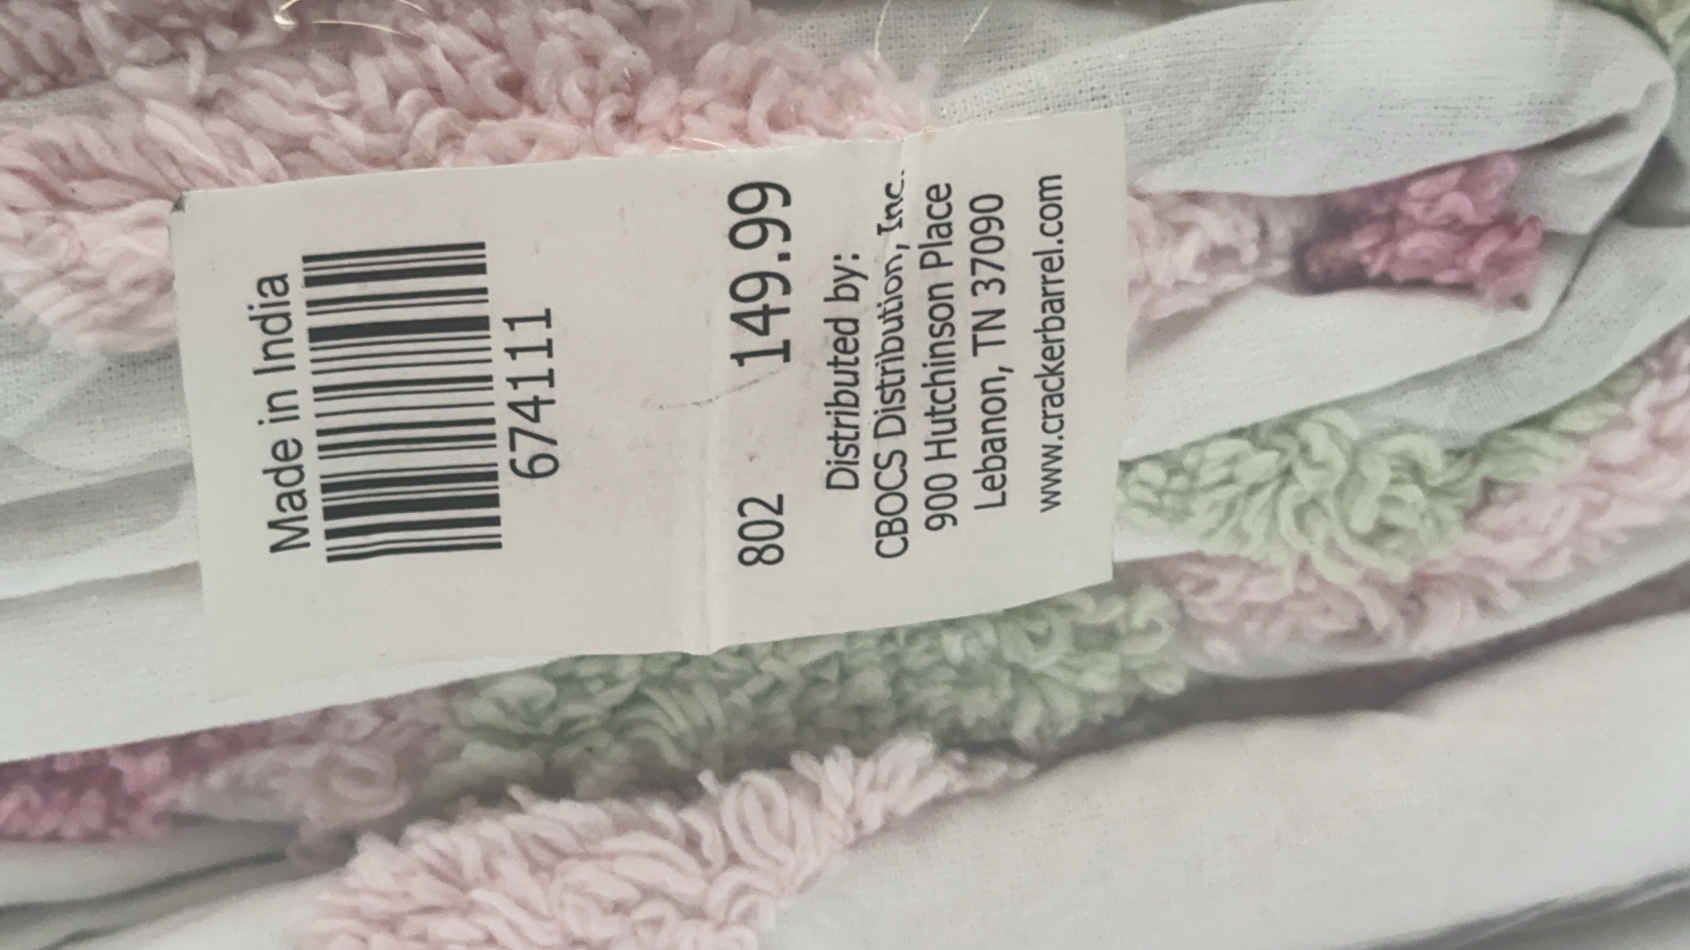 Made in India
674111
802 149.99
Distributed by:
CBOCS Distribution, Inc.
900 Hutchinson Place
Lebanon, TN 37090
www.crackerbarrel.com